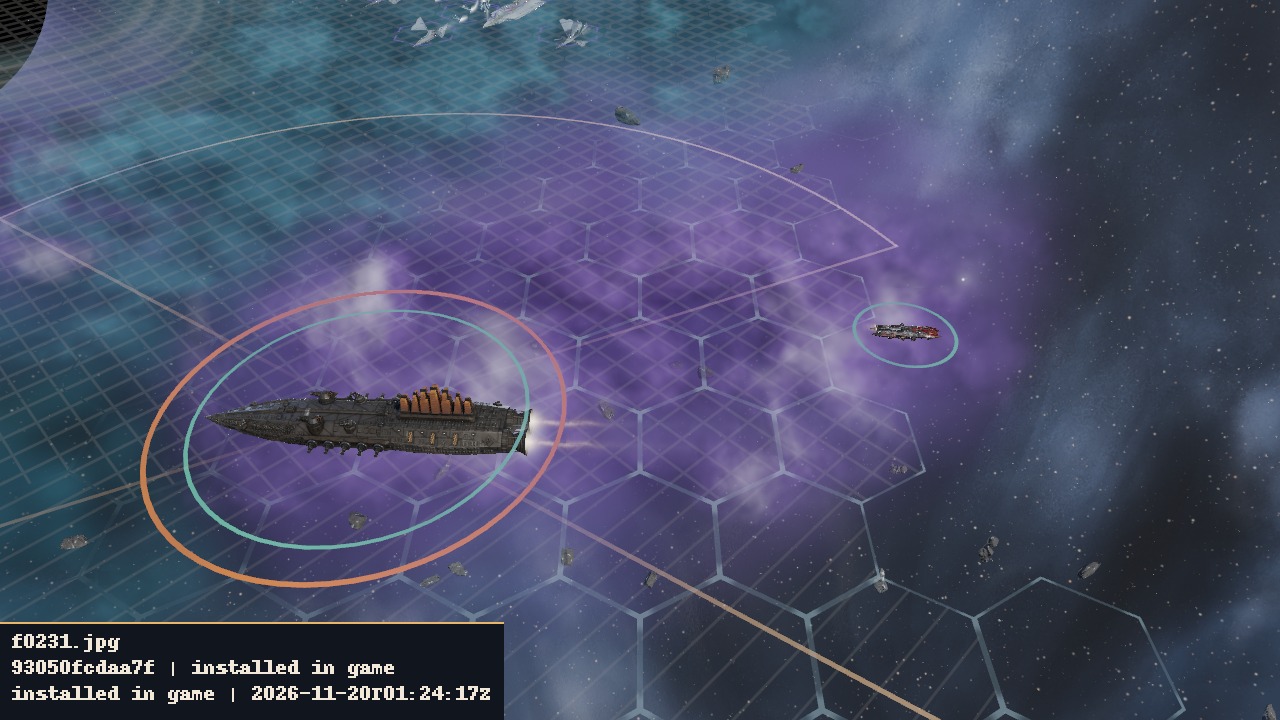 f0231.jpg
93050fcdaa7f | installed in game
installed in game | 2026-11-20T01:24:17Z